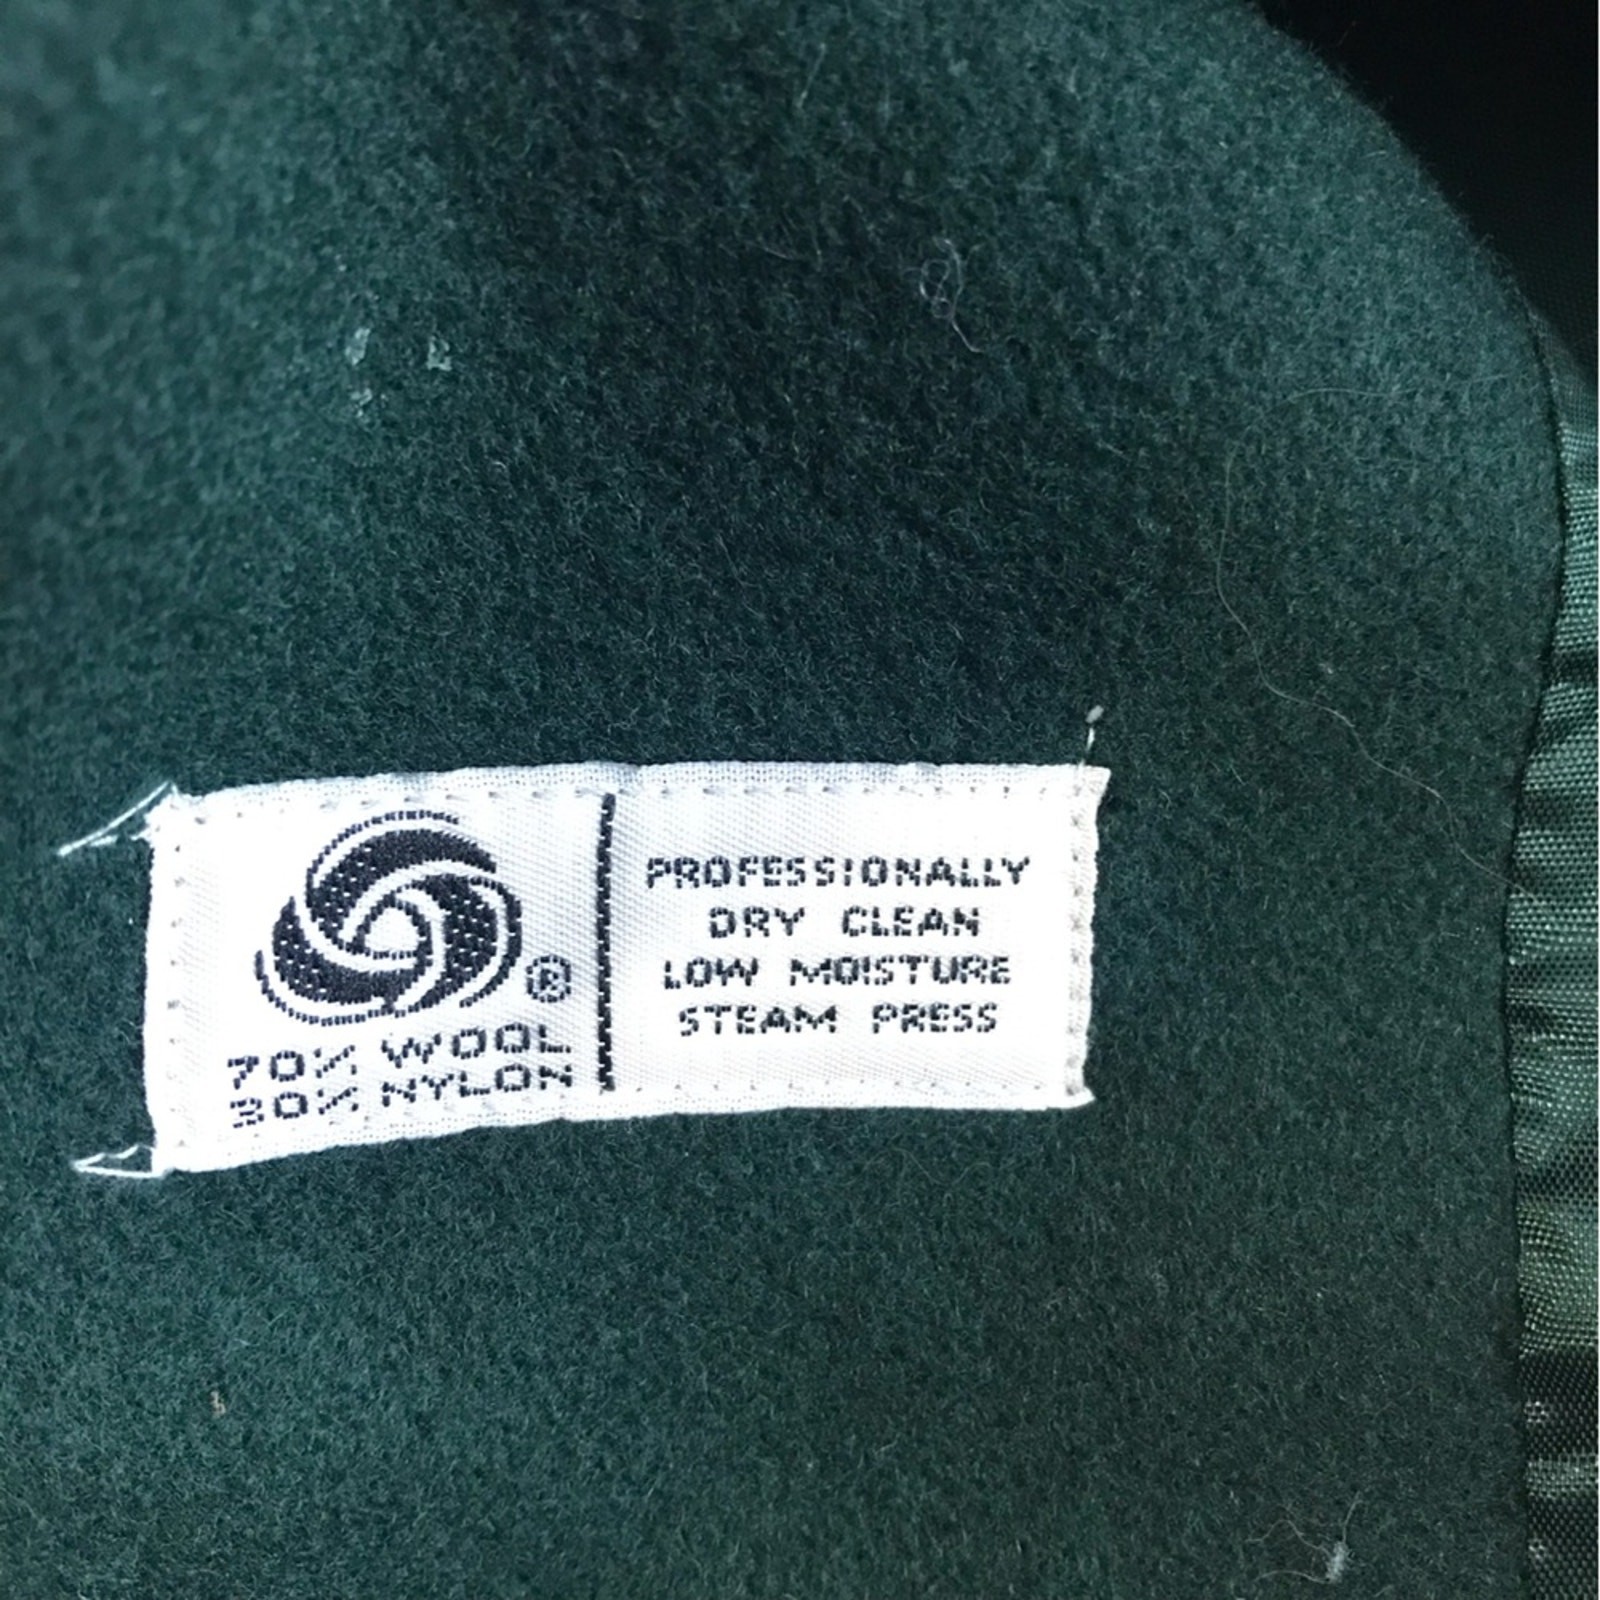 ®
70% WOOL
30% NYLON
PROFESSIONALLY
DRY CLEAN
LOW MOISTURE
STEAM PRESS